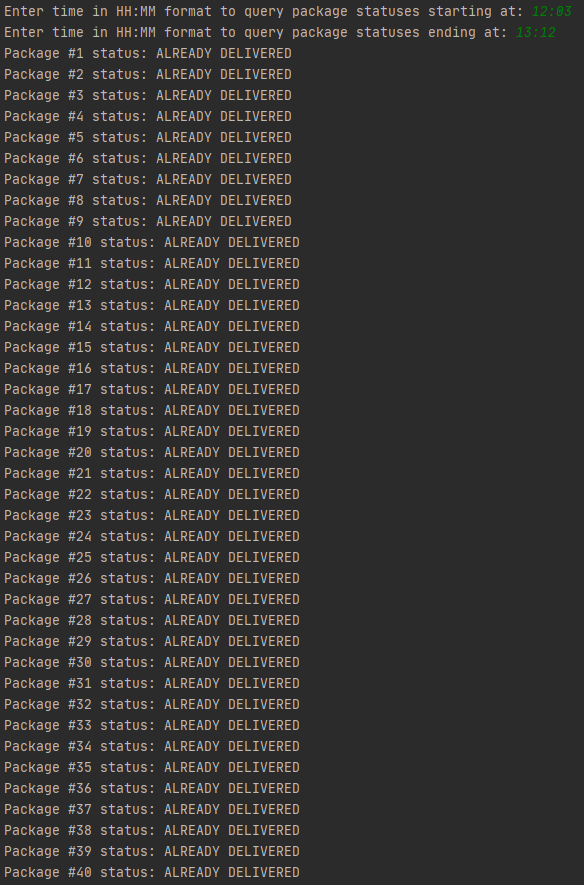 Enter time in HH:MM format to query package statuses starting at: 12:03
Enter time in HH:MM format to query package statuses ending at: 13:12
Package #1 status: ALREADY DELIVERED
Package #2 status: ALREADY DELIVERED
Package #3 status: ALREADY DELIVERED
Package #4 status: ALREADY DELIVERED
Package #5 status: ALREADY DELIVERED
Package #6 status: ALREADY DELIVERED
Package #7 status: ALREADY DELIVERED
Package #8 status: ALREADY DELIVERED
Package #9 status: ALREADY DELIVERED
Package #10 status: ALREADY DELIVERED
Package #11 status: ALREADY DELIVERED
Package #12 status: ALREADY DELIVERED
Package #13 status: ALREADY DELIVERED
Package #14 status: ALREADY DELIVERED
Package #15 status: ALREADY DELIVERED
Package #16 status: ALREADY DELIVERED
Package #17 status: ALREADY DELIVERED
Package #18 status: ALREADY DELIVERED
Package #19 status: ALREADY DELIVERED
Package #20 status: ALREADY DELIVERED
Package #21 status: ALREADY DELIVERED
Package #22 status: ALREADY DELIVERED
Package #23 status: ALREADY DELIVERED
Package #24 status: ALREADY DELIVERED
Package #25 status: ALREADY DELIVERED
Package #26 status: ALREADY DELIVERED
Package #27 status: ALREADY DELIVERED
Package #28 status: ALREADY DELIVERED
Package #29 status: ALREADY DELIVERED
Package #30 status: ALREADY DELIVERED
Package #31 status: ALREADY DELIVERED
Package #32 status: ALREADY DELIVERED
Package #33 status: ALREADY DELIVERED
Package #34 status: ALREADY DELIVERED
Package #35 status: ALREADY DELIVERED
Package #36 status: ALREADY DELIVERED
Package #37 status: ALREADY DELIVERED
Package #38 status: ALREADY DELIVERED
Package #39 status: ALREADY DELIVERED
Package #40 status: ALREADY DELIVERED